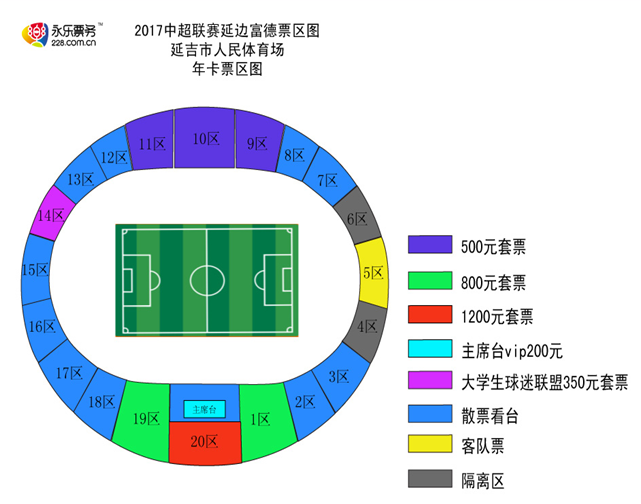 永乐票务
228.com.cn
2017中超联赛延边富德票区图
延吉市人民体育场
年卡票区图
11区
10区
9区
12区
8区
13区
7区
14区
6区
15区
5区
16区
4区
17区
3区
18区
2区
19区
主席台
1区
20区
500元套票
800元套票
1200元套票
主席台vip200元
大学生球迷联盟350元套票
散票看台
客队票
隔离区